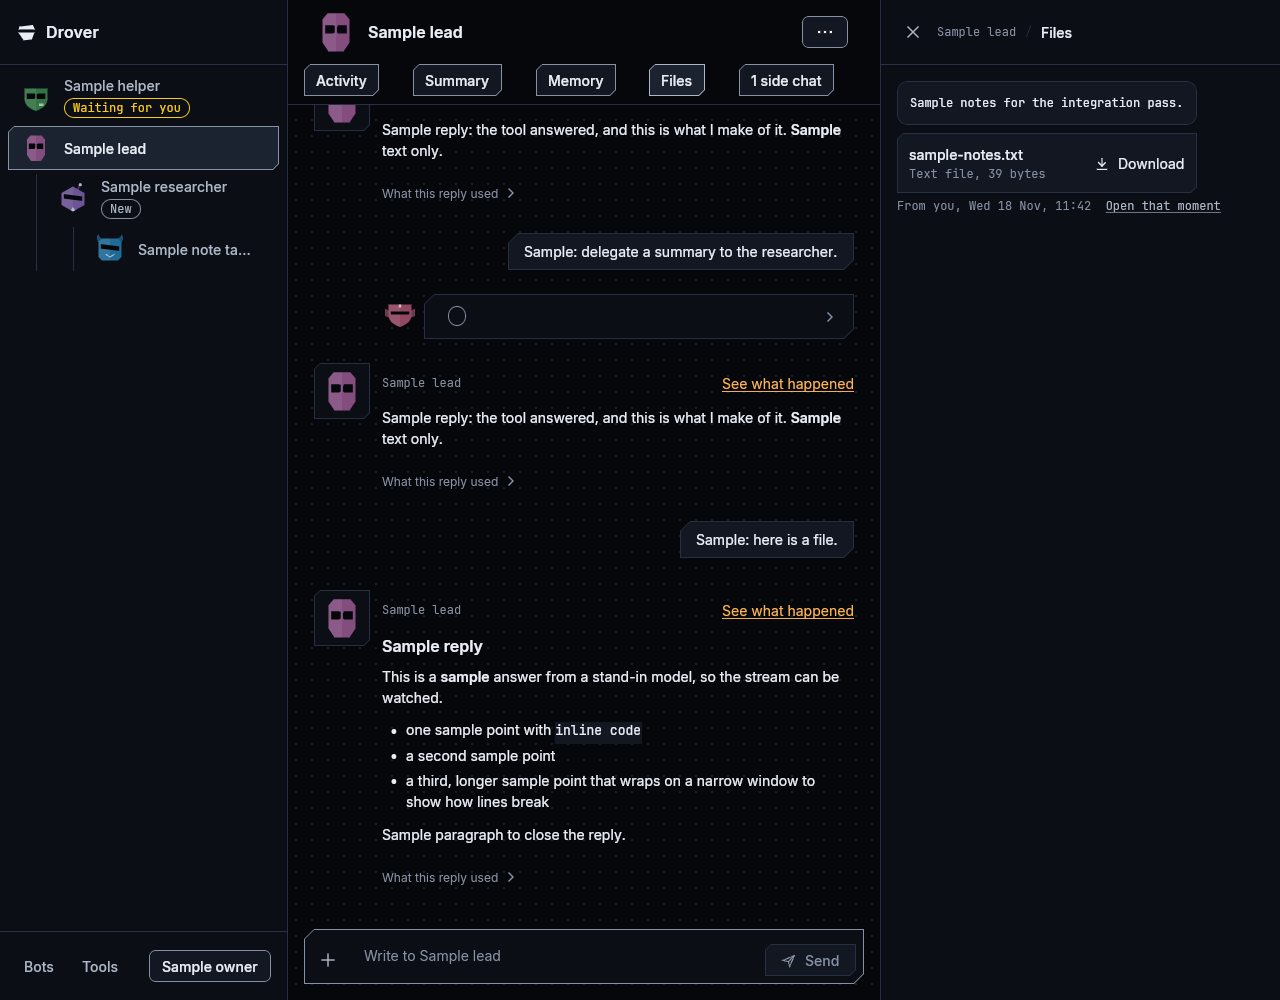 Drover
Sample helper
Waiting for you
Sample lead
Sample researcher
New
Sample note ta...
Bots
Tools
Sample owner
Sample lead
...
Activity
Summary
Memory
Files
1 side chat
Sample reply: the tool answered, and this is what I make of it. Sample
text only.
What this reply used
Sample: delegate a summary to the researcher.
Sample lead
See what happened
Sample reply: the tool answered, and this is what I make of it. Sample
text only.
What this reply used
Sample: here is a file.
Sample lead
See what happened
Sample reply
This is a sample answer from a stand-in model, so the stream can be
watched.
• one sample point with inline code
• a second sample point
• a third, longer sample point that wraps on a narrow window to
show how lines break
Sample paragraph to close the reply.
What this reply used
Write to Sample lead
Send
Sample lead / Files
Sample notes for the integration pass.
sample-notes.txt
Text file, 39 bytes
Download
From you, Wed 18 Nov, 11:42 Open that moment